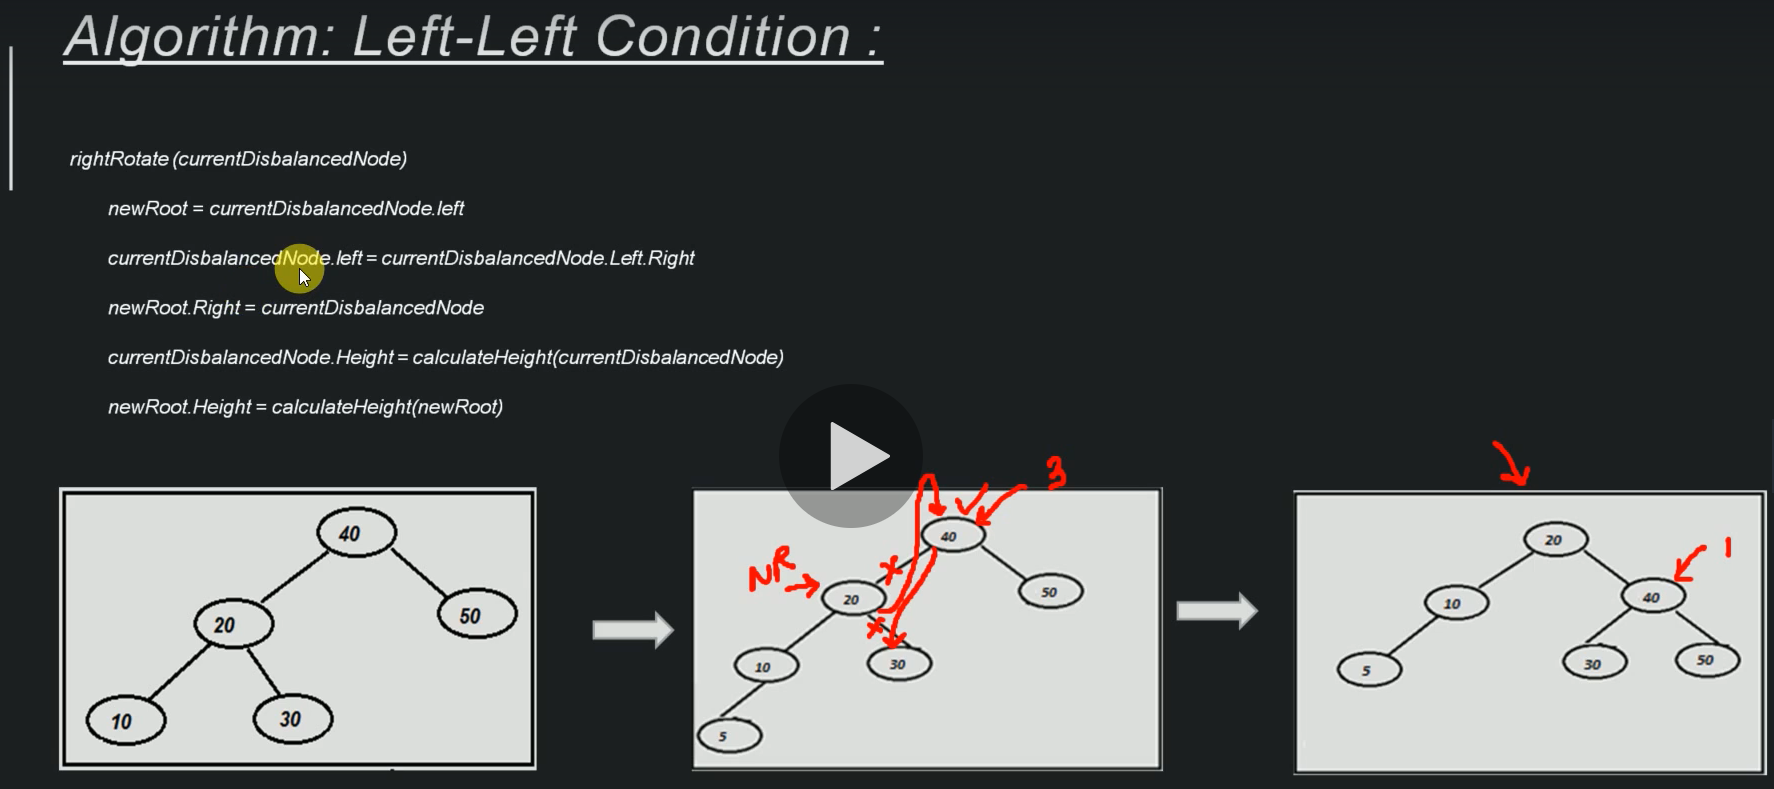 Algorithm: Left-Left Condition :
rightRotate (currentDisbalancedNode)
newRoot = currentDisbalancedNode.left
currentDisbalancedNode.left = currentDisbalancedNode.Left.Right
newRoot.Right = currentDisbalancedNode
currentDisbalancedNode.Height = calculateHeight(currentDisbalancedNode)
newRoot.Height = calculateHeight(newRoot)
40
20
50
10
30
3
40
NR
20
50
10
30
5
20
1
10
40
5
30
50